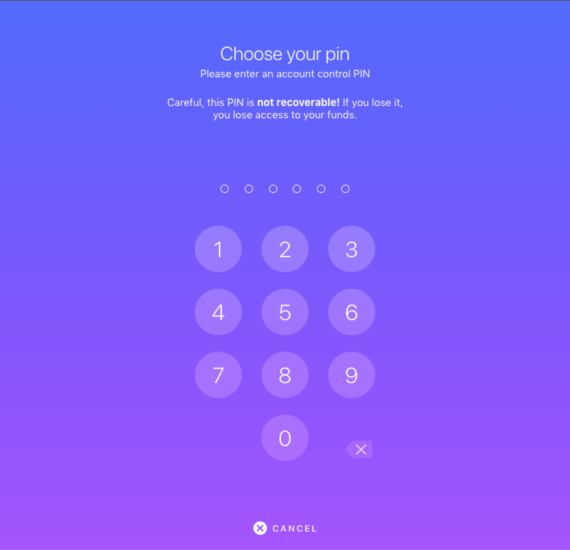 Choose your pin
Please enter an account control PIN
Careful, this PIN is not recoverable! If you lose it,
you lose access to your funds.
1 2 3
4 5 6
7 8 9
0
CANCEL